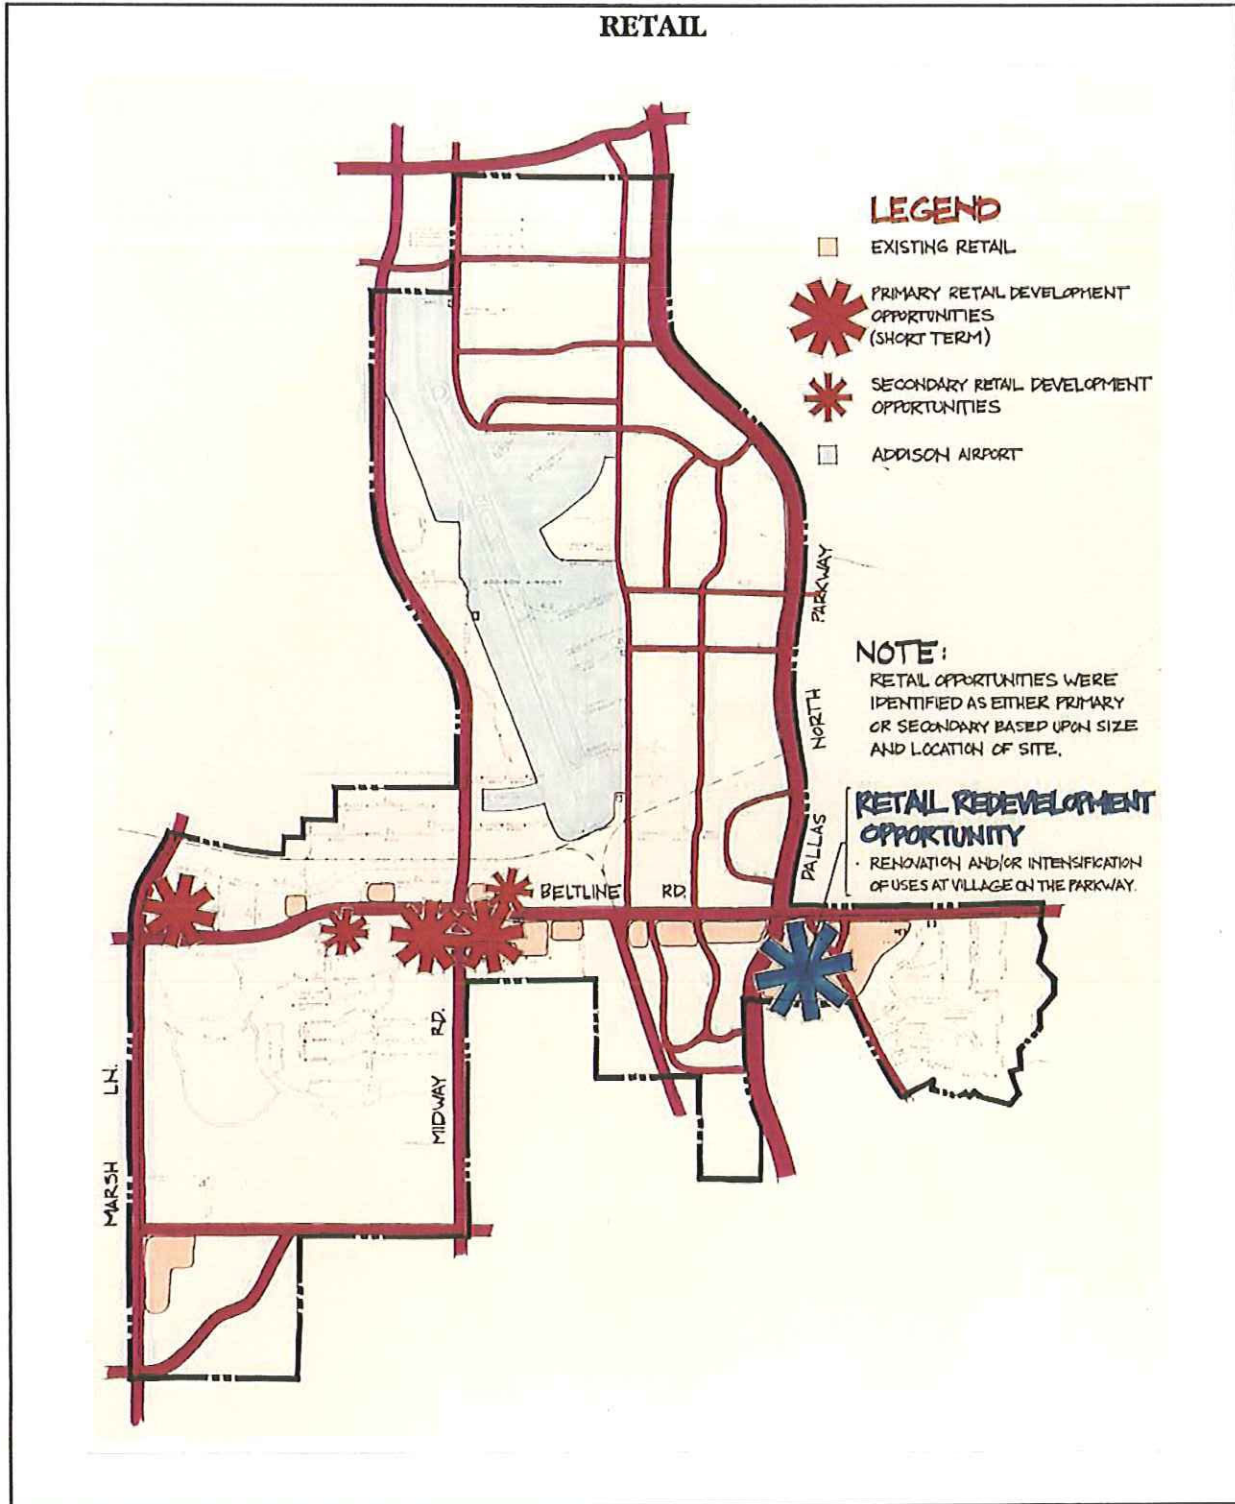 RETAIL
LEGEND
EXISTING RETAIL
PRIMARY RETAIL DEVELOPMENT
OPPORTUNITIES
(SHORT TERM)
SECONDARY RETAIL DEVELOPMENT
OPPORTUNITIES
ADDISON AIRPORT
ADDISON AIRPORT
DALLAS NORTH PARKWAY
NOTE:
RETAIL OPPORTUNITIES WERE
IDENTIFIED AS EITHER PRIMARY
OR SECONDARY BASED UPON SIZE
AND LOCATION OF SITE.
RETAIL REDEVELOPMENT
OPPORTUNITY
· RENOVATION AND/OR INTENSIFICATION
OF USES AT VILLAGE ON THE PARKWAY.
BELTLINE RD.
MIDWAY RD.
MARSH LN.